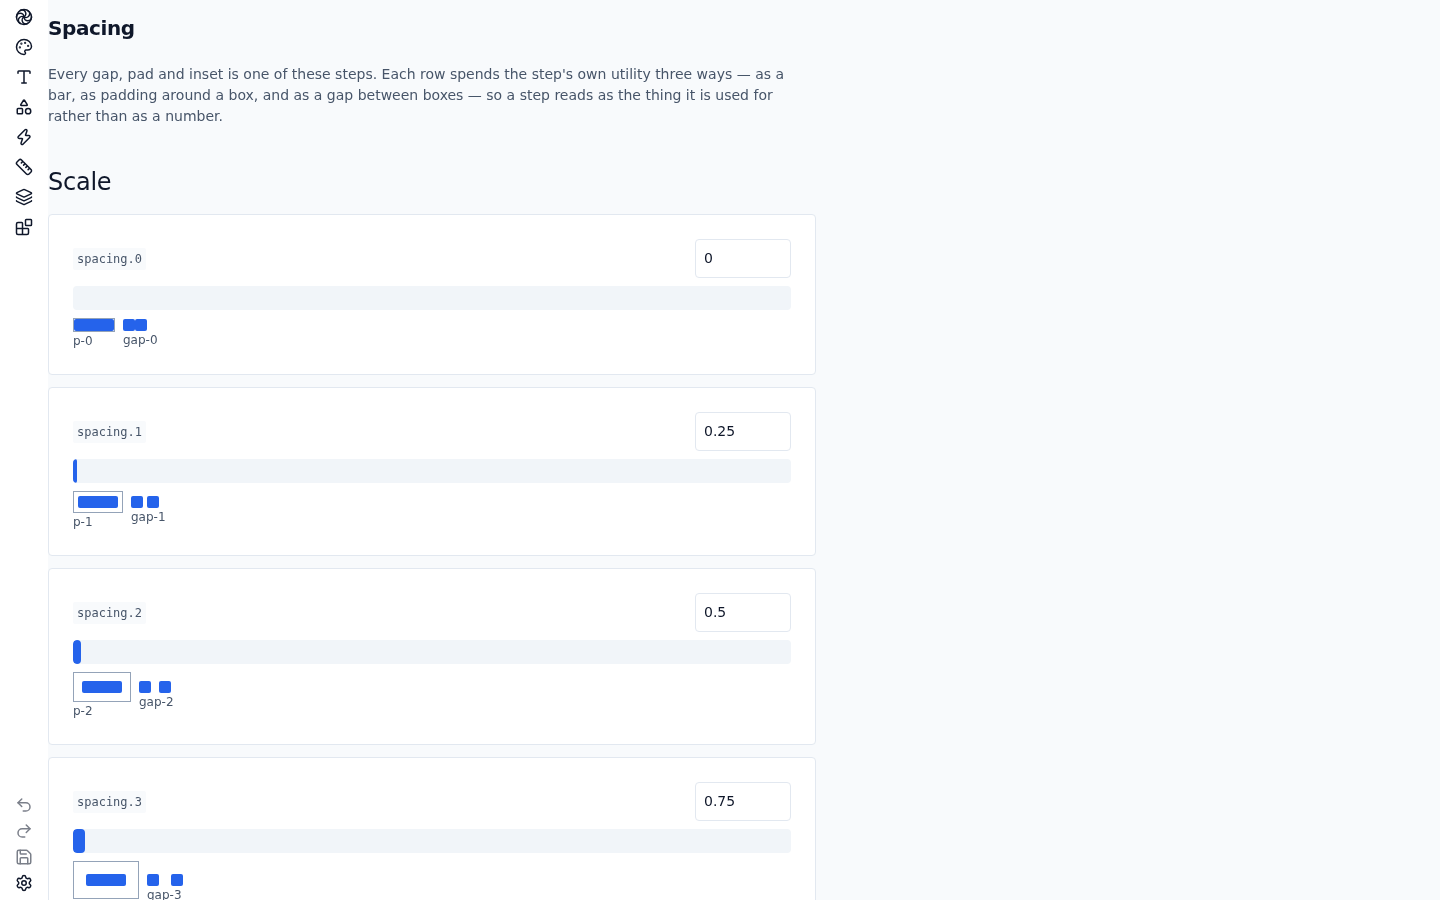 Spacing
Every gap, pad and inset is one of these steps. Each row spends the step's own utility three ways — as a
bar, as padding around a box, and as a gap between boxes — so a step reads as the thing it is used for
rather than as a number.
Scale
spacing.0
0
p-0
gap-0
spacing.1
0.25
p-1
gap-1
spacing.2
0.5
p-2
gap-2
spacing.3
0.75
gap-3